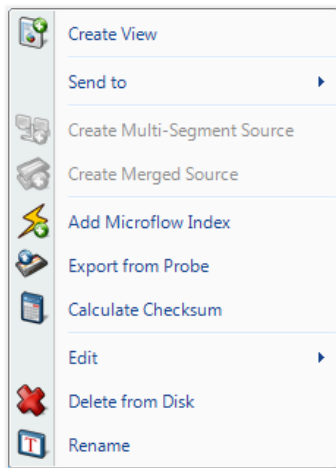 Create View
Send to
Create Multi-Segment Source
Create Merged Source
Add Microflow Index
Export from Probe
Calculate Checksum
Edit
Delete from Disk
Rename